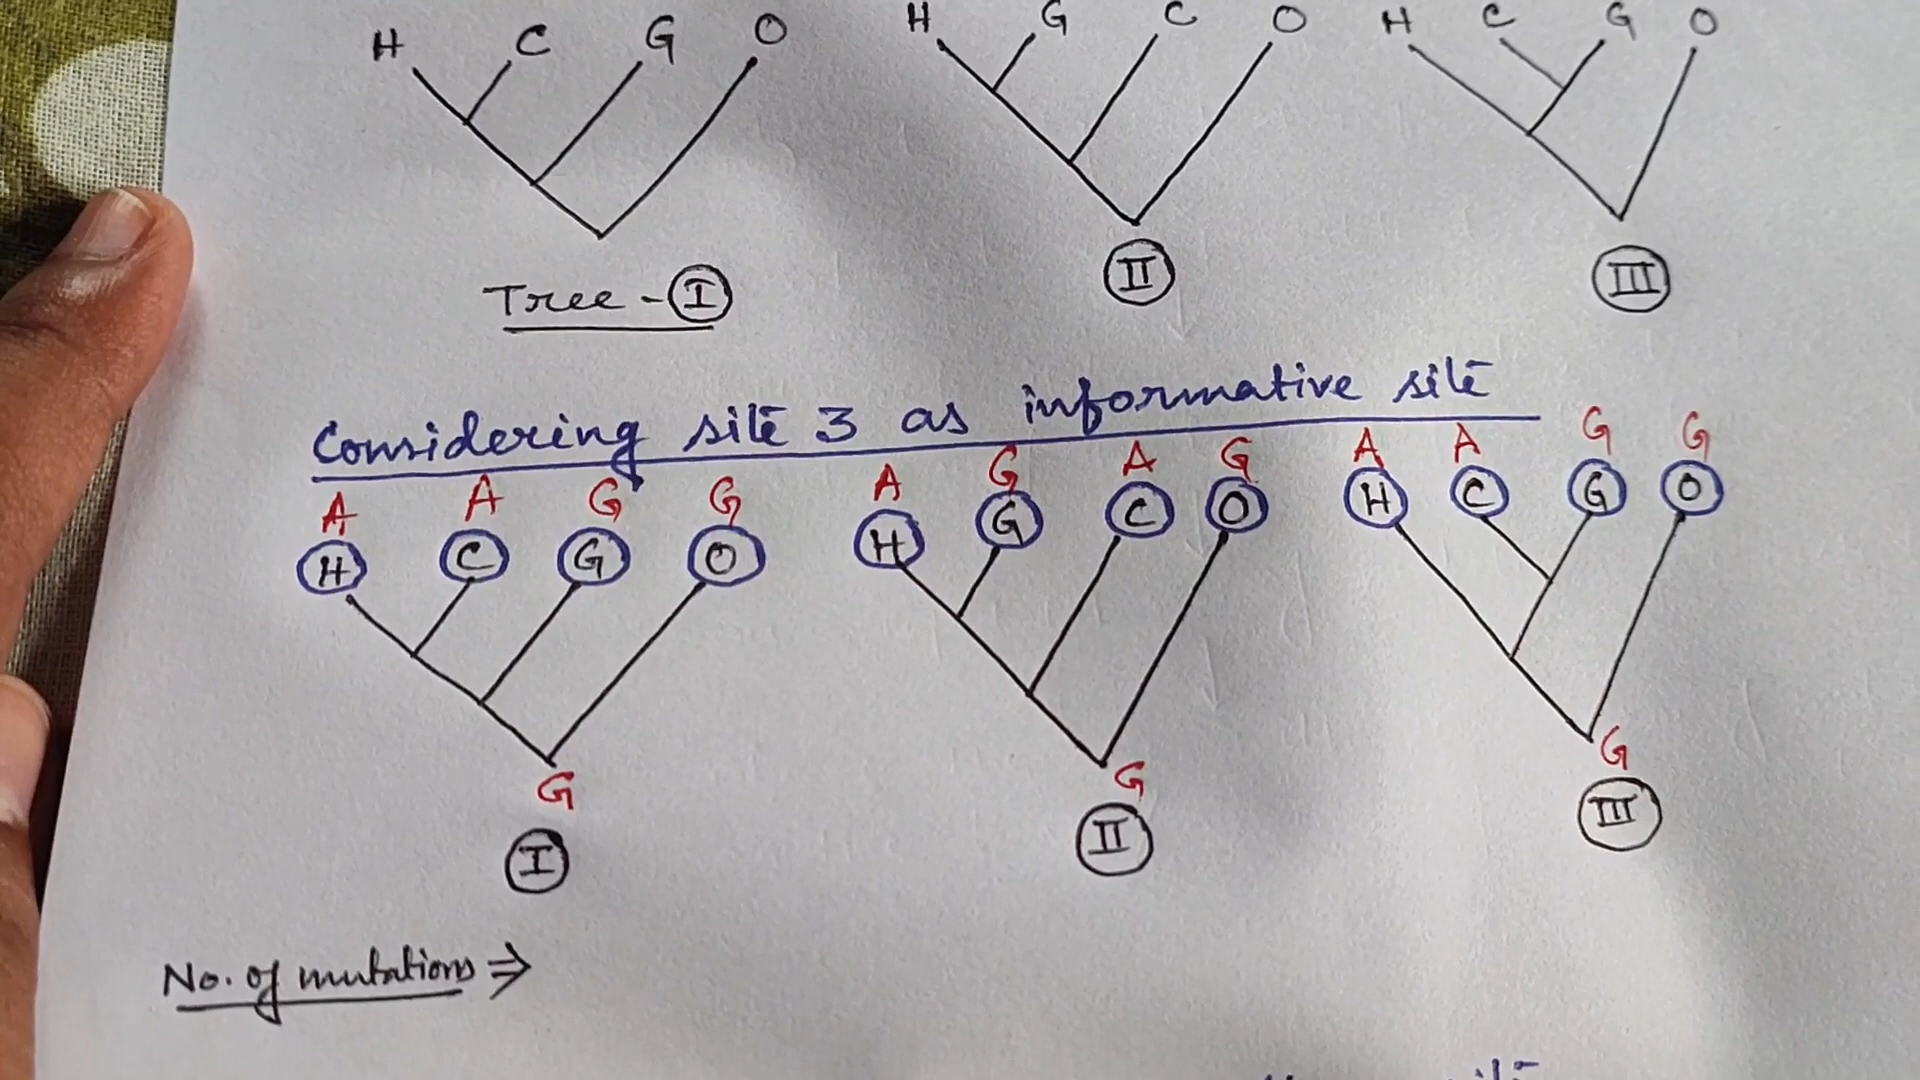 H C G O H G C O H C G O
Tree - I II III
Considering site 3 as informative site
A A G G A G A G A A G G
H C G O H G C O H C G O
G G G
I II III
No. of mutations ⇒